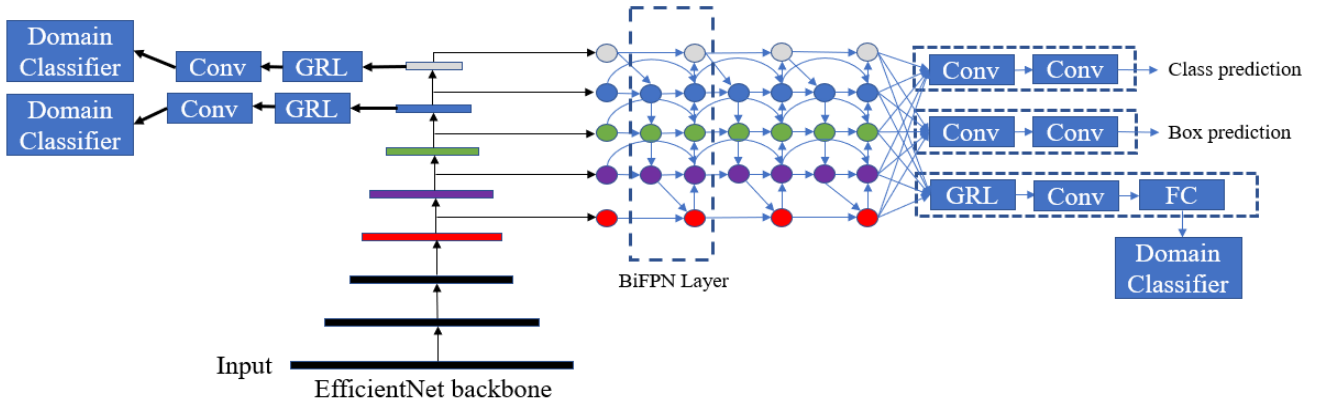 Domain
Classifier
Conv
GRL
Domain
Classifier
Conv
GRL
Conv
Conv
Class prediction
Conv
Conv
Box prediction
GRL
Conv
FC
Domain
Classifier
BiFPN Layer
Input
EfficientNet backbone